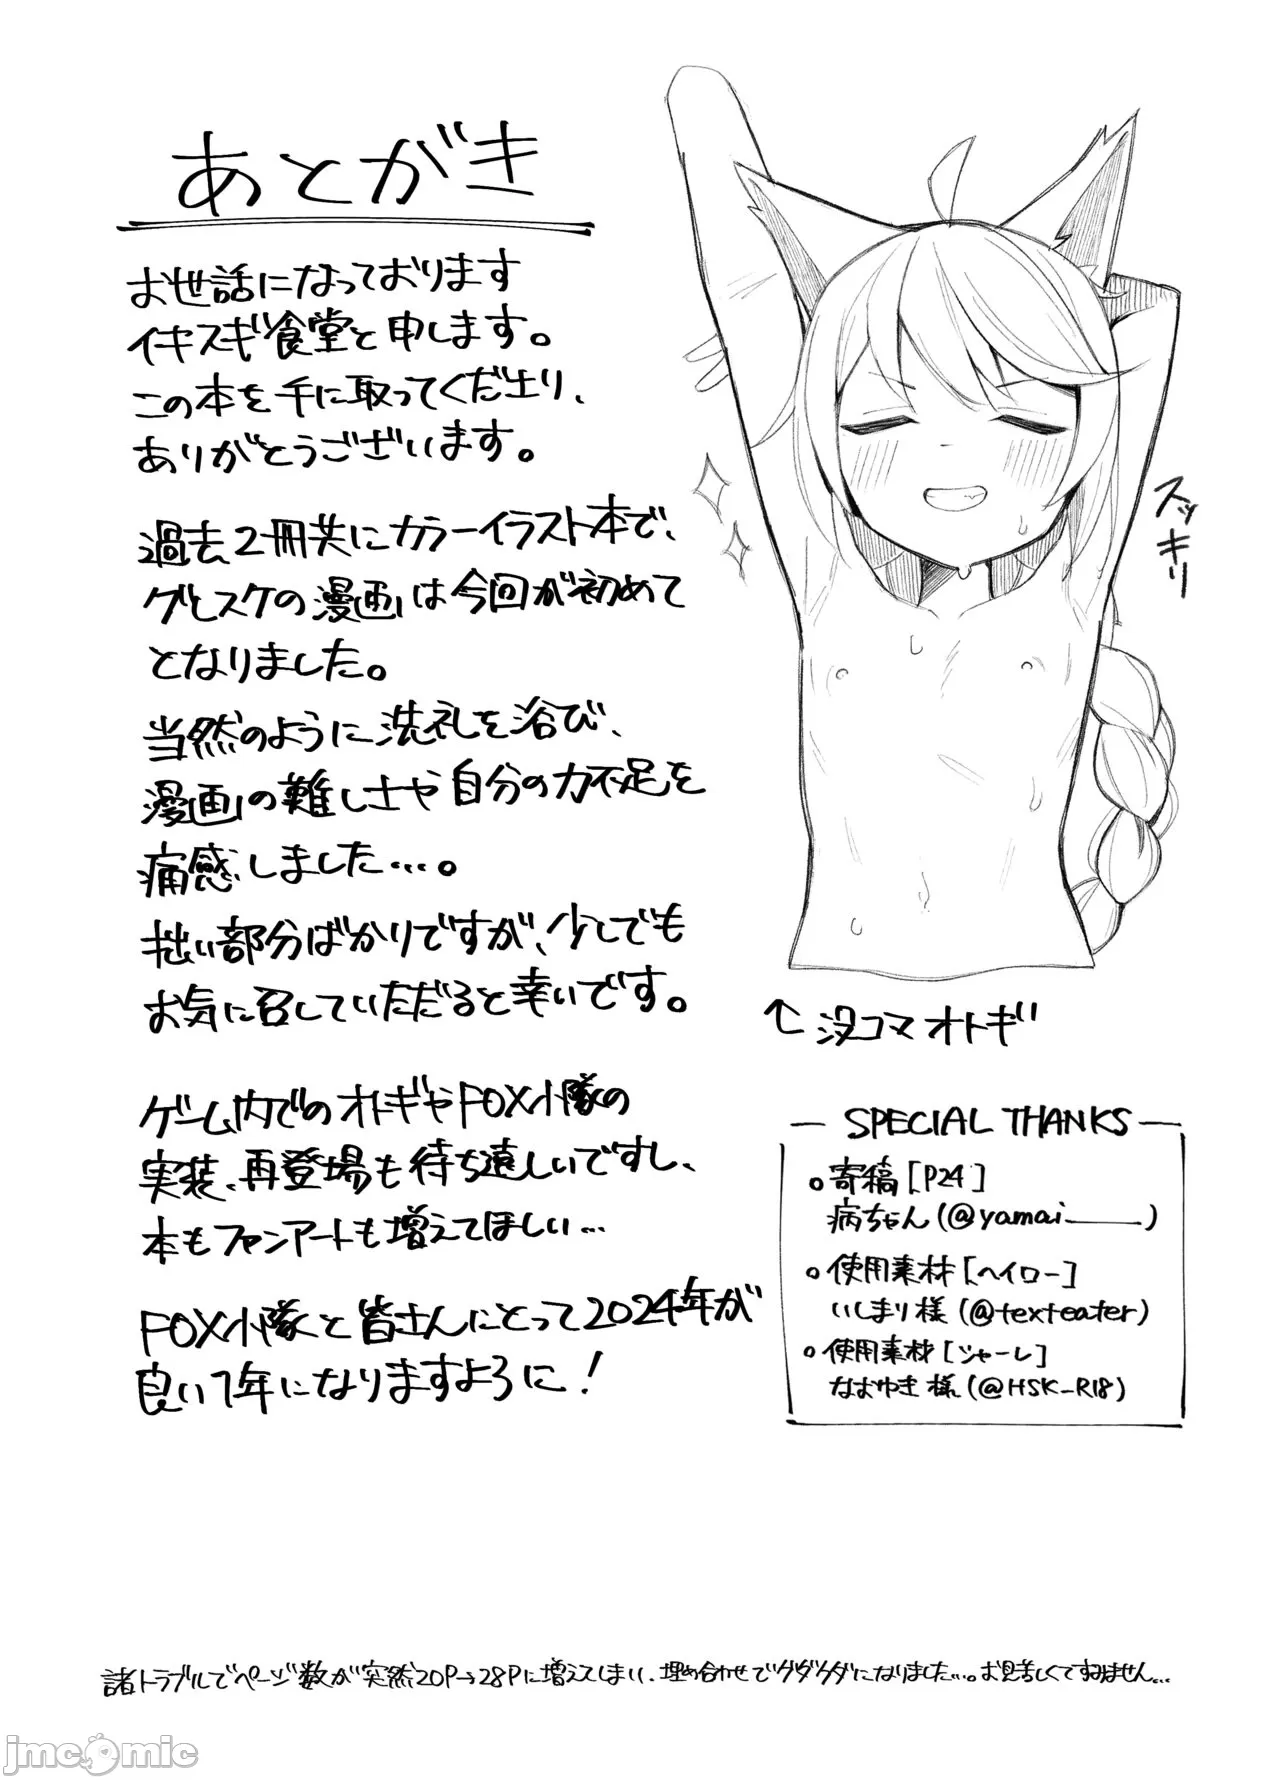 あとがき
お世話になっております
イキスギ食堂と申します。
この本を手に取ってくださり、
ありがとうございます。
過去2冊共にカラーイラスト本で、
グレスケの漫画は今回が初めて
となりました。
当然のように洗礼を浴び、
漫画の難しさや自分の力不足を
痛感しました…。
拙い部分ばかりですが、少しでも
お気に召していただだると幸いです。
ゲーム内でのオトギやFOX小隊の
実装、再登場も待ち遠しいですし、
本もファンアートも増えてほしい…
FOX小隊と皆さんにとって2024年が
良い1年になりますように!
スッキリ
↑没コマオトギ
SPECIAL THANKS
○寄稿[P24]
病ちゃん(@yamai____)
○使用素材[ヘイロー]
いしまり様(@texteater)
○使用素材[シャーレ]
なおゆき様(@HSK_R18)
諸トラブルでページ数が突然20P→28Pに増えてしまい、埋め合わせでグダグダになりました…。お見苦しくてすみません…
jmcomic